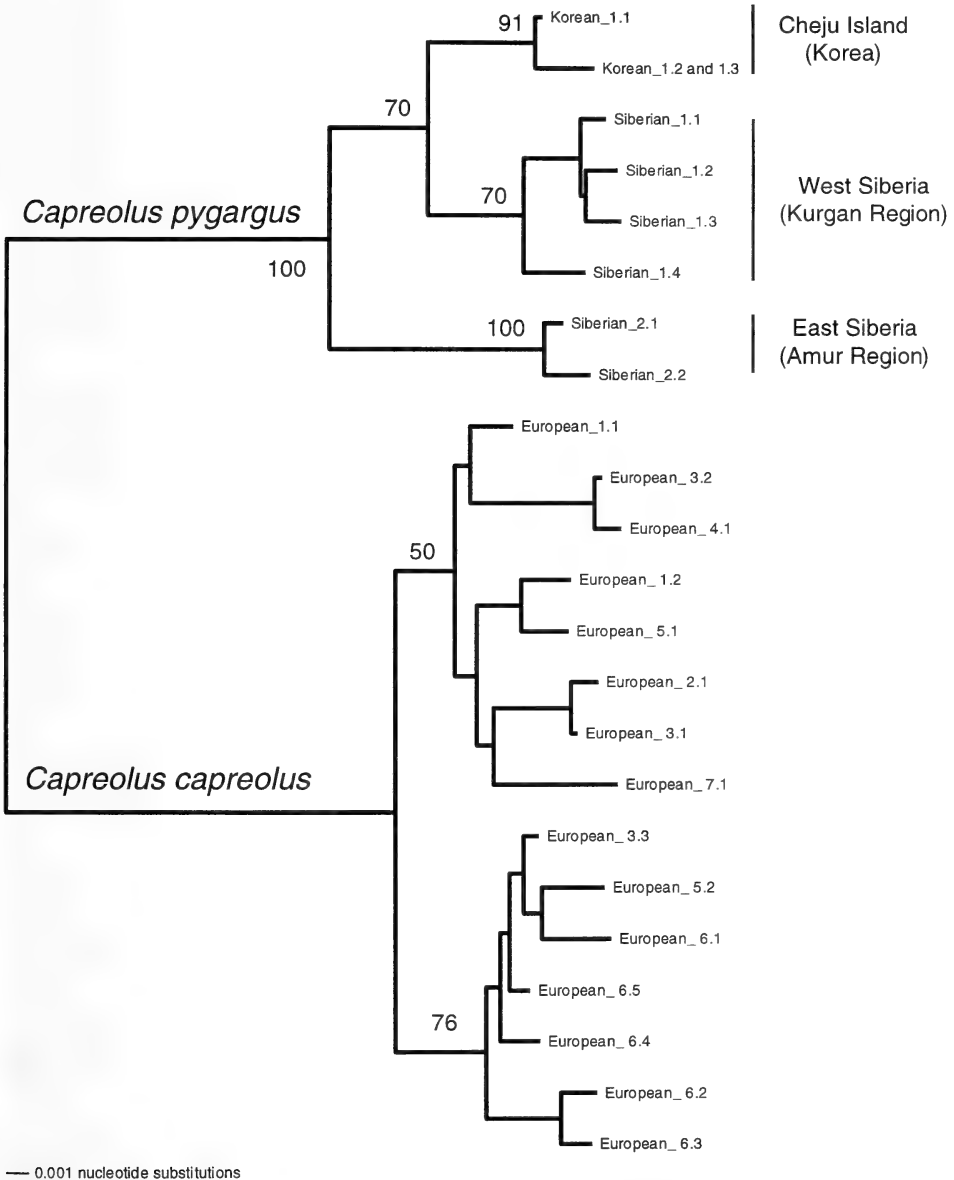 91
Korean_1.1
Korean_1.2 and 1.3
Cheju Island
(Korea)
70
Siberian_1.1
Siberian_1.2
70
Siberian_1.3
Siberian_1.4
West Siberia
(Kurgan Region)
Capreolus pygargus
100
100
Siberian_2.1
Siberian_2.2
East Siberia
(Amur Region)
European_1.1
European_ 3.2
European_ 4.1
50
European_ 1.2
European_ 5.1
European_ 2.1
European_ 3.1
European_ 7.1
Capreolus capreolus
European_ 3.3
European_ 5.2
European_ 6.1
European_ 6.5
76
European_ 6.4
European_ 6.2
European_ 6.3
0.001 nucleotide substitutions